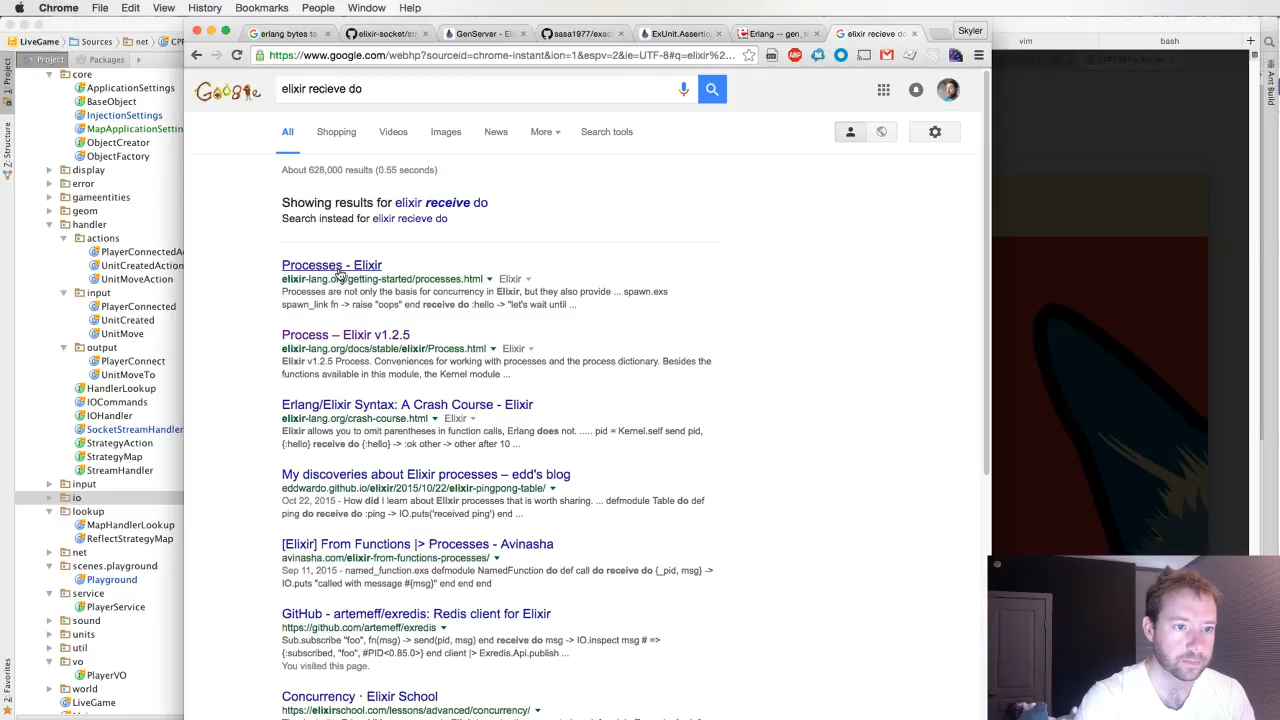 Chrome File Edit View History Bookmarks People Window Help
LiveGame
erlang bytes to
elixir-socket/st
GenServer – Eli
sasa1977/exac
ExUnit.Assertion
Erlang -- gen_t
elixir receive do
Skyler
vim
bash
LiveGame Sources net
https://www.google.com/webhp?sourceid=chrome-instant&ion=1&espv=2&ie=UTF-8#q=elixir%2...
Project Packages
1: Project
7: Structure
2: Favorites
Ant Build
core
ApplicationSettings
BaseObject
InjectionSettings
MapApplicationSettin
ObjectCreator
ObjectFactory
display
error
gameentities
geom
handler
actions
PlayerConnectedA
UnitCreatedAction
UnitMoveAction
input
PlayerConnected
UnitCreated
UnitMove
output
PlayerConnect
UnitMoveTo
HandlerLookup
IOCommands
IOHandler
SocketStreamHandler
StrategyAction
StrategyMap
StreamHandler
input
io
lookup
MapHandlerLookup
ReflectStrategyMap
net
scenes.playground
Playground
service
PlayerService
sound
units
util
vo
PlayerVO
world
LiveGame
Google
elixir recieve do
All Shopping Videos Images News More Search tools
About 628,000 results (0.55 seconds)
Showing results for elixir receive do
Search instead for elixir recieve do
Processes - Elixir
elixir-lang.org/getting-started/processes.html Elixir
Processes are not only the basis for concurrency in Elixir, but they also provide ... spawn.exs
spawn_link fn -> raise "oops" end receive do :hello -> "let's wait until ...
Process – Elixir v1.2.5
elixir-lang.org/docs/stable/elixir/Process.html Elixir
Elixir v1.2.5 Process. Conveniences for working with processes and the process dictionary. Besides the
functions available in this module, the Kernel module ...
Erlang/Elixir Syntax: A Crash Course - Elixir
elixir-lang.org/crash-course.html Elixir
Elixir allows you to omit parentheses in function calls, Erlang does not. ... pid = Kernel.self send pid,
{:hello} receive do {:hello} -> :ok other -> other after 10 ...
My discoveries about Elixir processes – edd's blog
eddwardo.github.io/elixir/2015/10/22/elixir-pingpong-table/
Oct 22, 2015 - How did I learn about Elixir processes that is worth sharing. ... defmodule Table do def
ping do receive do :ping -> IO.puts('received ping') end ...
[Elixir] From Functions |> Processes - Avinasha
avinasha.com/elixir-from-functions-processes/
Sep 11, 2015 - named_function.exs defmodule NamedFunction do def call do receive do {_pid, msg} ->
IO.puts "called with message #{msg}" end end end
GitHub - artemeff/exredis: Redis client for Elixir
https://github.com/artemeff/exredis
Sub.subscribe "foo", fn(msg) -> send(pid, msg) end receive do msg -> IO.inspect msg # =>
{:subscribed, "foo", #PID<0.85.0>} end client |> Exredis.Api.publish ...
You visited this page.
Concurrency · Elixir School
https://elixirschool.com/lessons/advanced/concurrency/